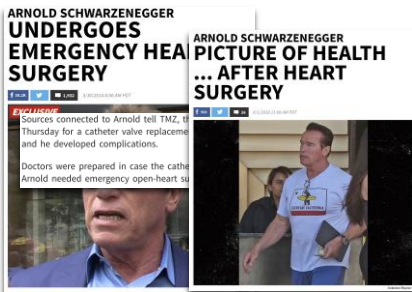 ARNOLD SCHWARZENEGGER
UNDERGOES
EMERGENCY HEA
SURGERY
EXCLUSIVE
Sources connected to Arnold tell TMZ, th
Thursday for a catheter valve replaceme
and he developed complications.
Doctors were prepared in case the cathe
Arnold needed emergency open-heart su
ARNOLD SCHWARZENEGGER
PICTURE OF HEALTH
... AFTER HEART
SURGERY